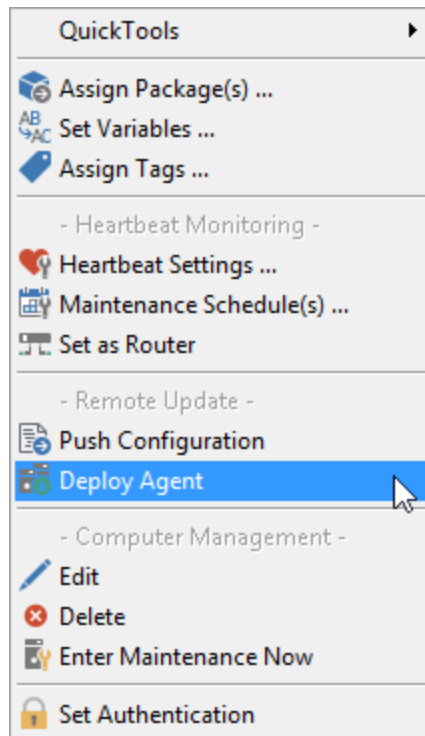 QuickTools
Assign Package(s) ...
AB
AC
Set Variables ...
Assign Tags ...
- Heartbeat Monitoring -
Heartbeat Settings ...
Maintenance Schedule(s) ...
Set as Router
- Remote Update -
Push Configuration
Deploy Agent
- Computer Management -
Edit
Delete
Enter Maintenance Now
Set Authentication